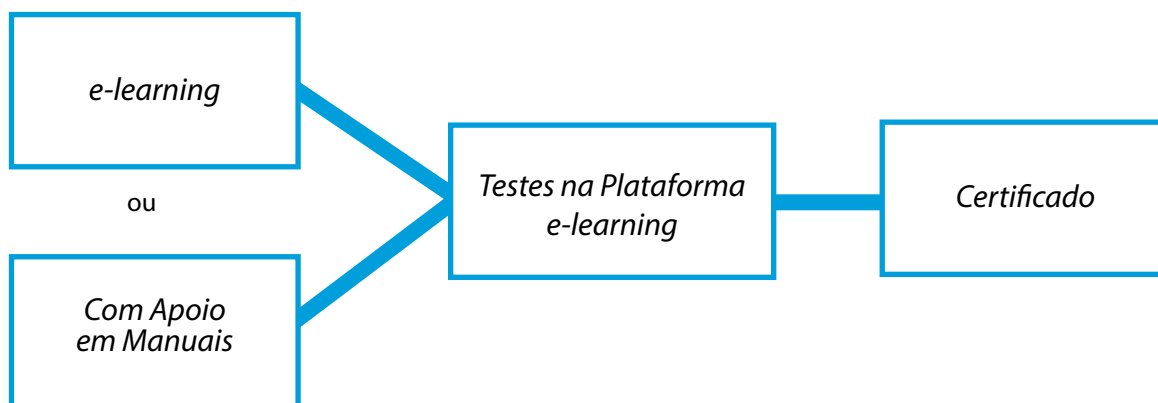 e-learning
ou
Com Apoio
em Manuais
Testes na Plataforma
e-learning
Certificado